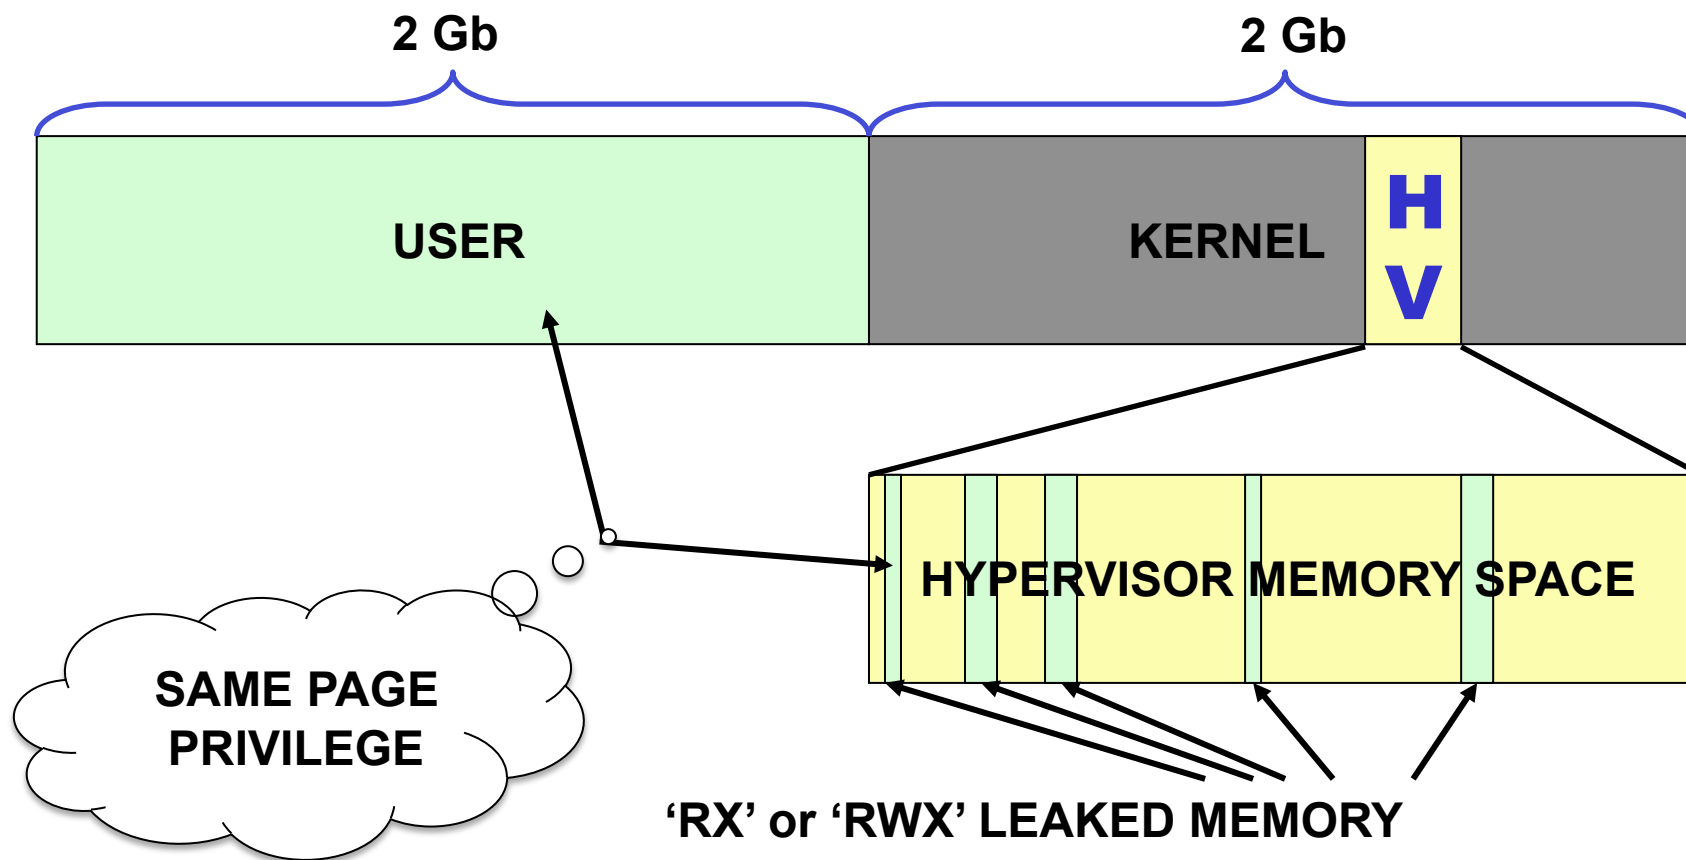 2 Gb
2 Gb
USER
KERNEL
H
V
HYPERVISOR MEMORY SPACE
SAME PAGE
PRIVILEGE
‘RX’ or ‘RWX’ LEAKED MEMORY